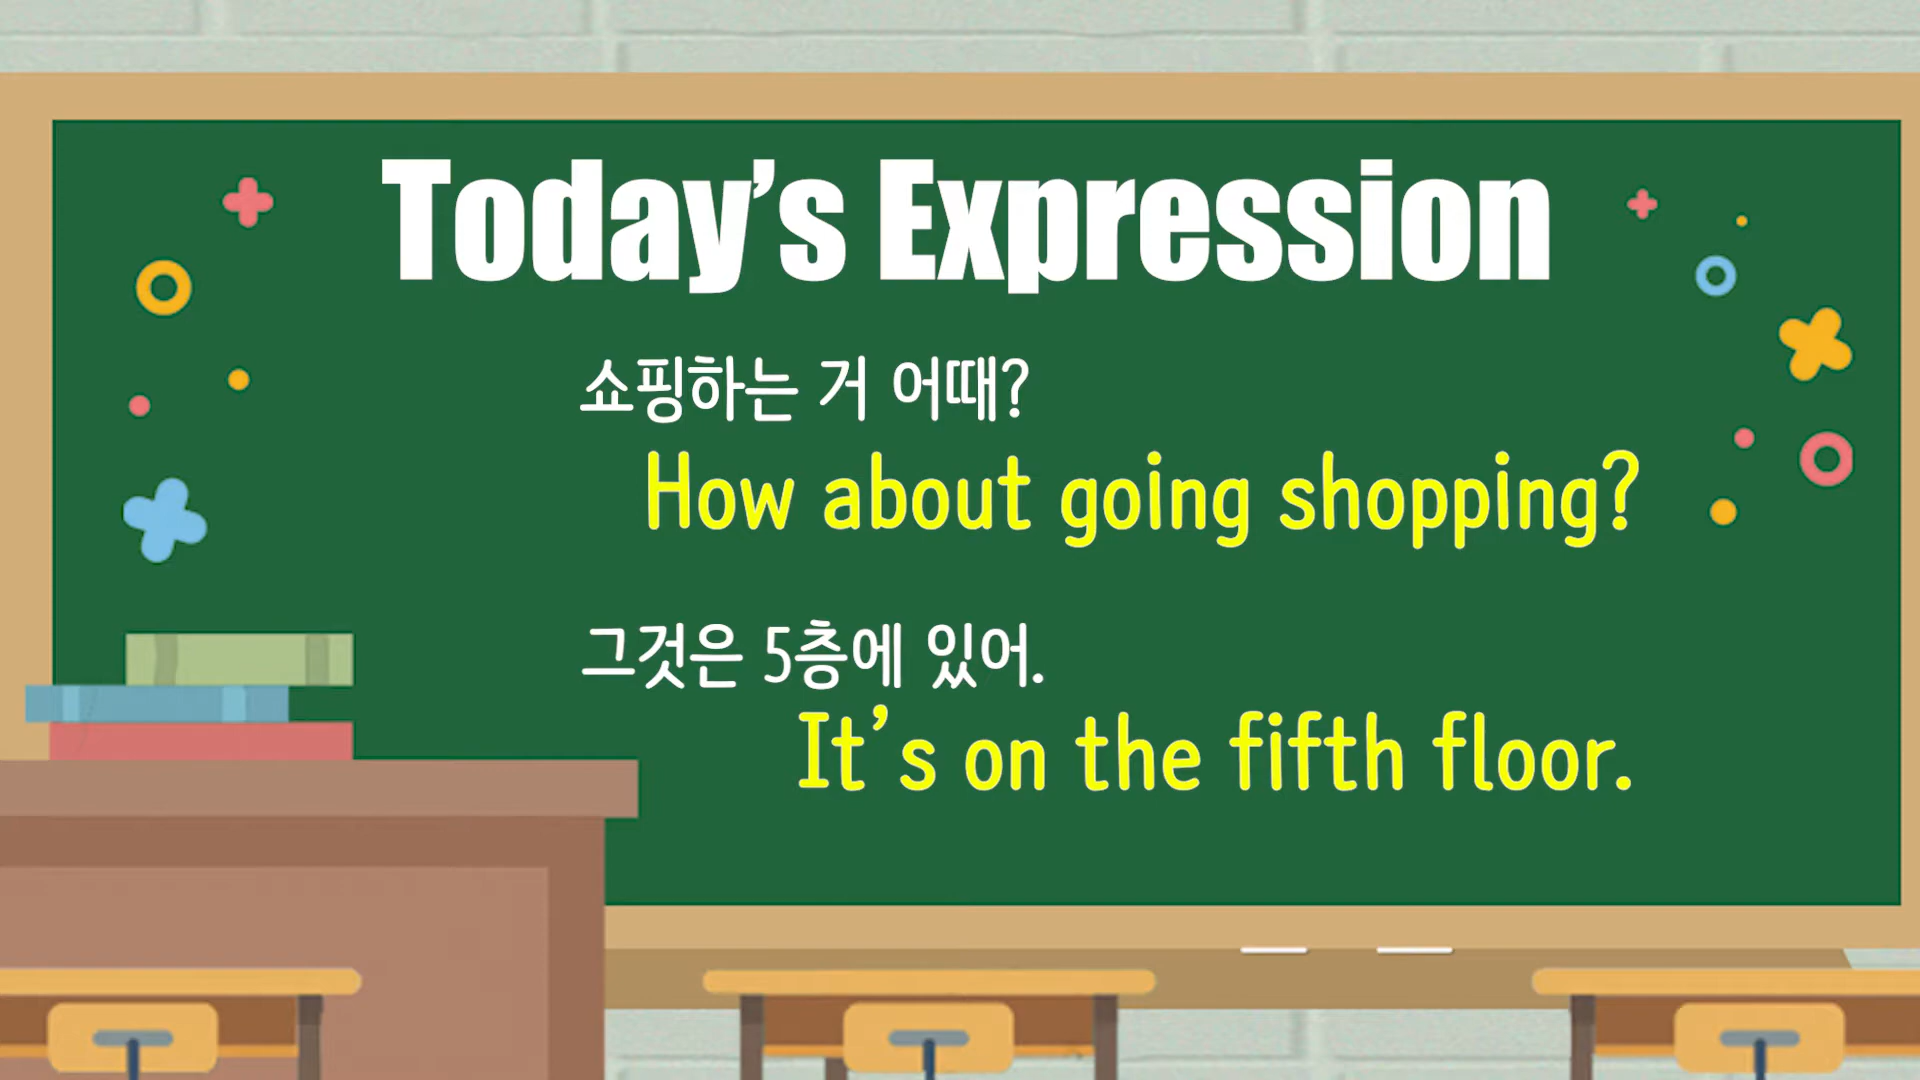 Today’s Expression
쇼핑하는 거 어때?
How about going shopping?
그것은 5층에 있어.
It’s on the fifth floor.